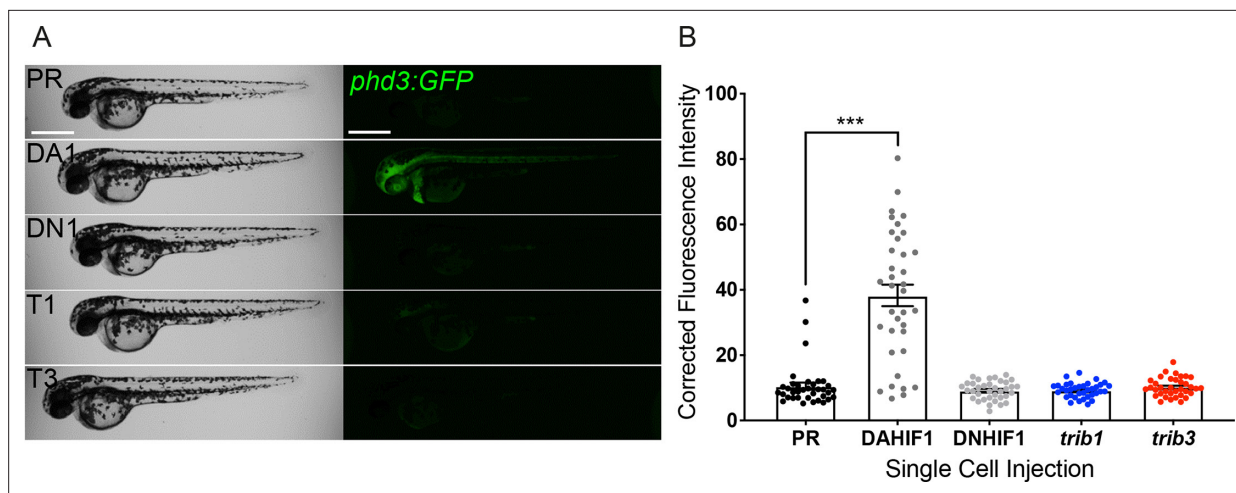 A
PR
phd3:GFP
DA1
DN1
T1
T3
B
Corrected Fluorescence Intensity
100
80
60
40
20
0
***
PR DAHIF1 DNHIF1 trib1 trib3
Single Cell Injection